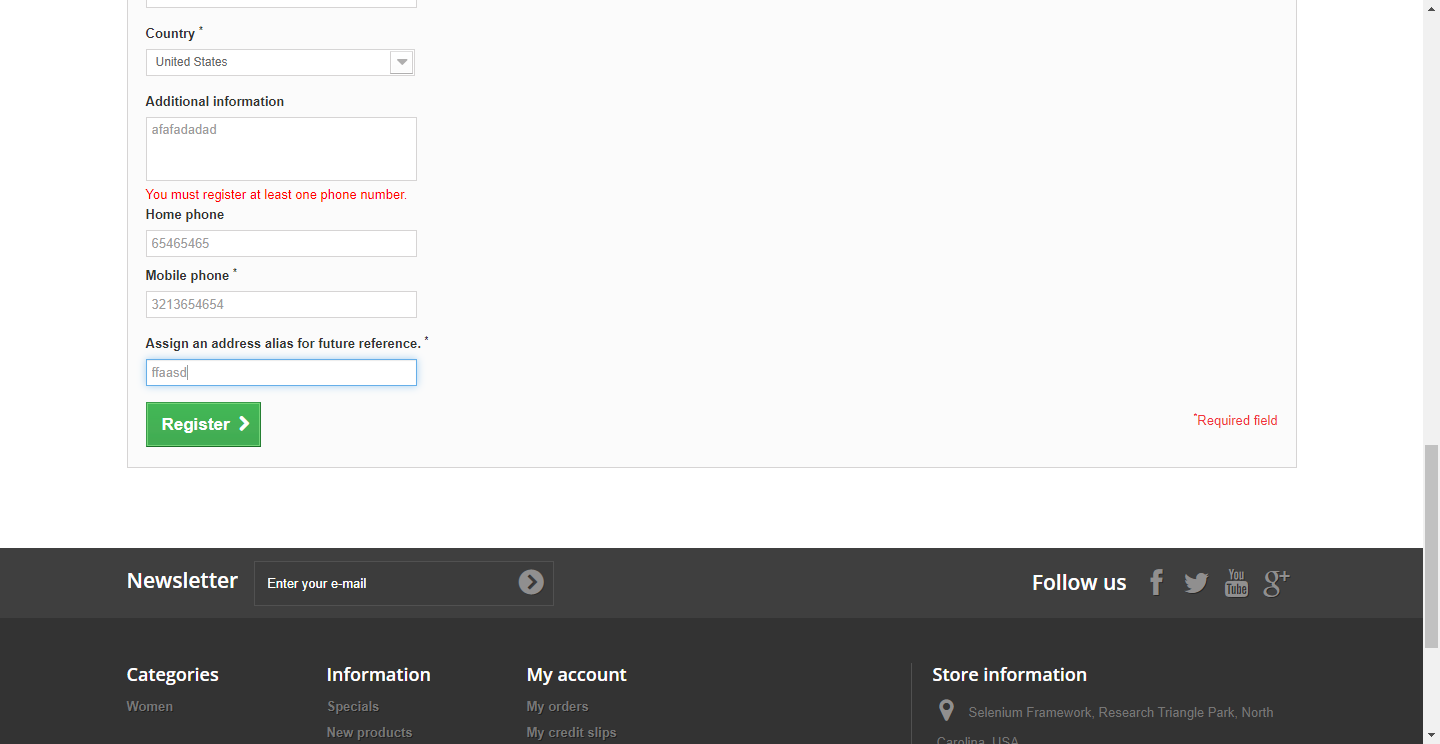 Country *
United States
Additional information
afafadadad
You must register at least one phone number.
Home phone
65465465
Mobile phone *
3213654654
Assign an address alias for future reference. *
ffaasd
Register
*Required field
Newsletter
Enter your e-mail
Follow us
You
Tube
g+
Categories
Information
My account
Store information
Women
Specials
My orders
Selenium Framework, Research Triangle Park, North
New products
My credit slips
Carolina, USA